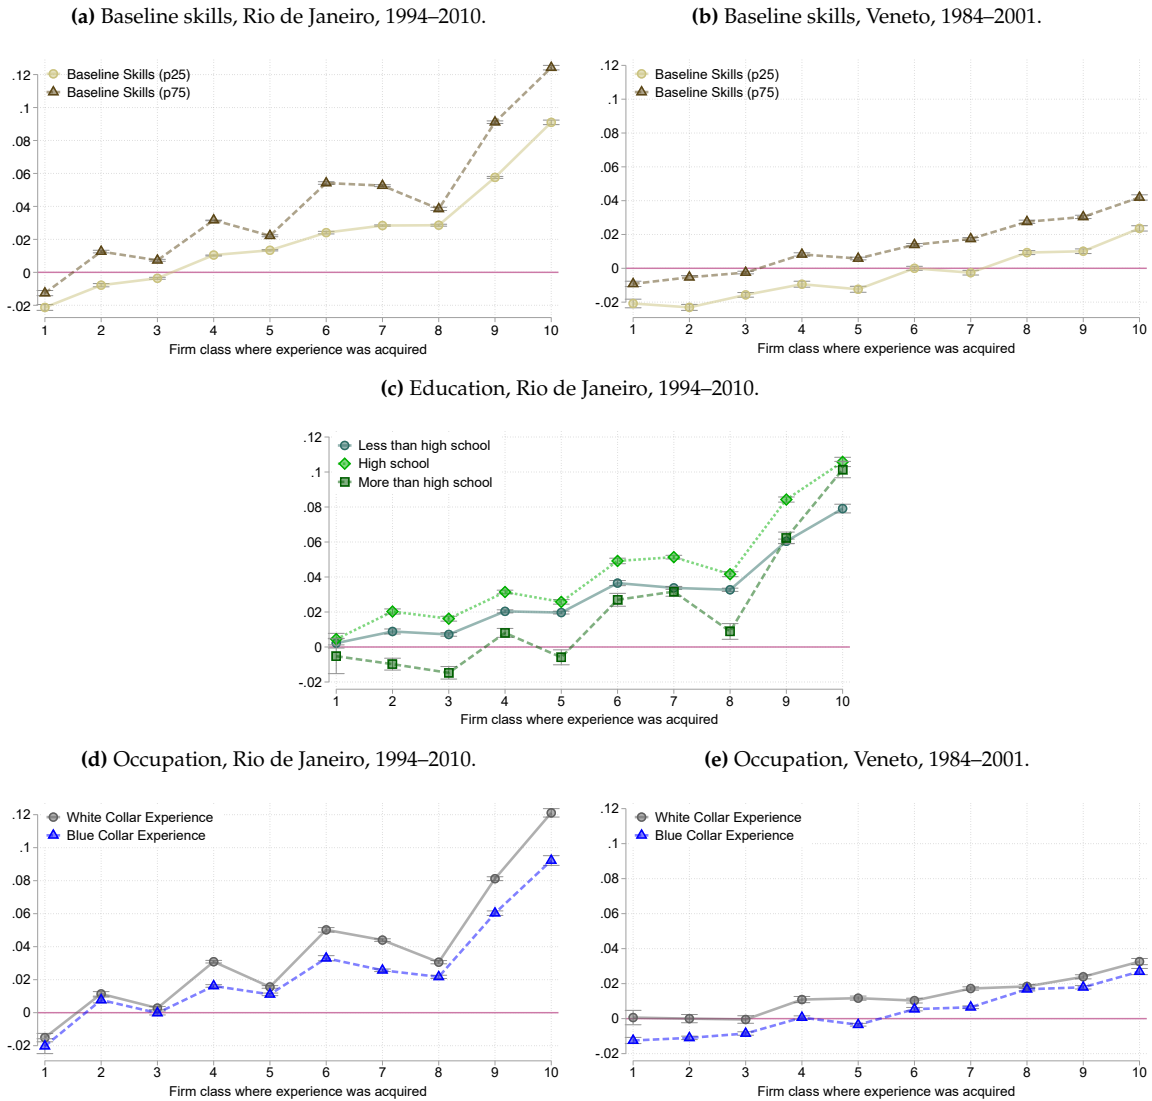 (a) Baseline skills, Rio de Janeiro, 1994–2010.
Baseline Skills (p25)
Baseline Skills (p75)
.12
.1
.08
.06
.04
.02
0
-.02
1 2 3 4 5 6 7 8 9 10
Firm class where experience was acquired
(b) Baseline skills, Veneto, 1984–2001.
Baseline Skills (p25)
Baseline Skills (p75)
.12
.1
.08
.06
.04
.02
0
-.02
1 2 3 4 5 6 7 8 9 10
Firm class where experience was acquired
(c) Education, Rio de Janeiro, 1994–2010.
Less than high school
High school
More than high school
.12
.1
.08
.06
.04
.02
0
-.02
1 2 3 4 5 6 7 8 9 10
Firm class where experience was acquired
(d) Occupation, Rio de Janeiro, 1994–2010.
White Collar Experience
Blue Collar Experience
.12
.1
.08
.06
.04
.02
0
-.02
1 2 3 4 5 6 7 8 9 10
Firm class where experience was acquired
(e) Occupation, Veneto, 1984–2001.
White Collar Experience
Blue Collar Experience
.12
.1
.08
.06
.04
.02
0
-.02
1 2 3 4 5 6 7 8 9 10
Firm class where experience was acquired